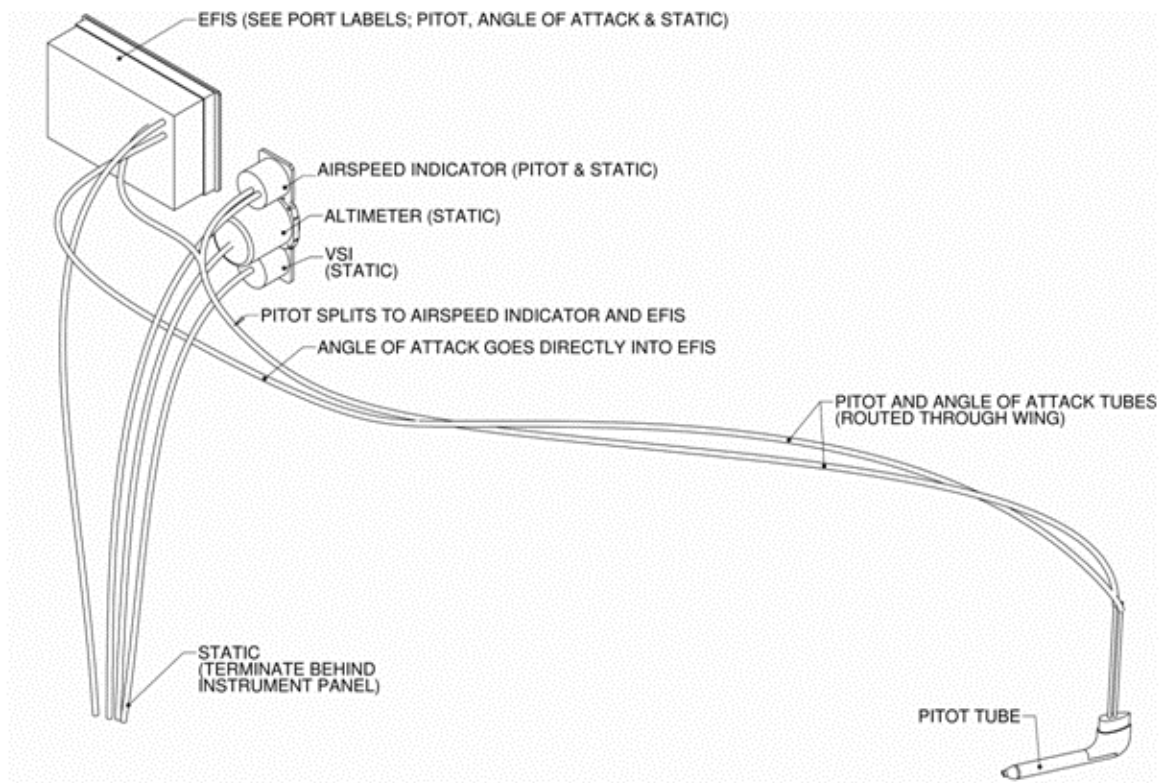 EFIS (SEE PORT LABELS; PITOT, ANGLE OF ATTACK & STATIC)
AIRSPEED INDICATOR (PITOT & STATIC)
ALTIMETER (STATIC)
VSI
(STATIC)
PITOT SPLITS TO AIRSPEED INDICATOR AND EFIS
ANGLE OF ATTACK GOES DIRECTLY INTO EFIS
PITOT AND ANGLE OF ATTACK TUBES
(ROUTED THROUGH WING)
STATIC
(TERMINATE BEHIND
INSTRUMENT PANEL)
PITOT TUBE